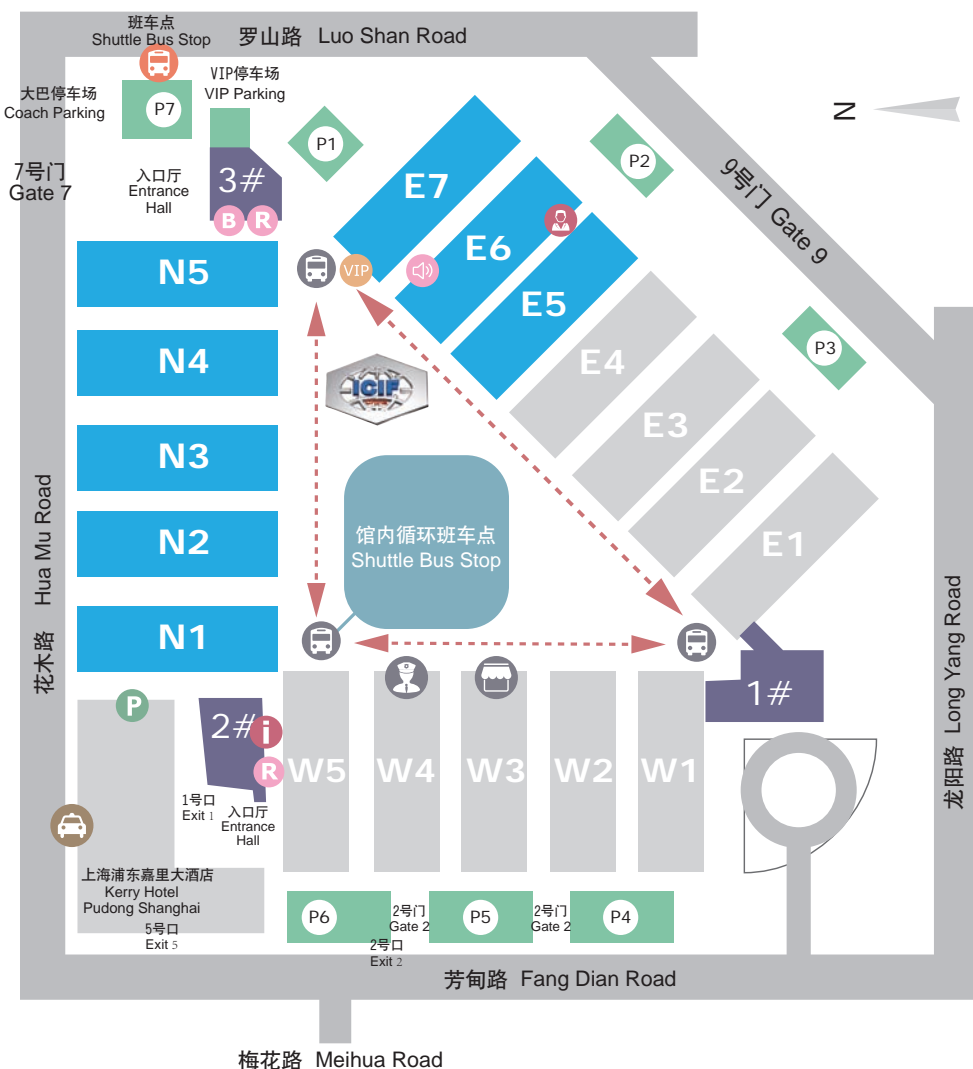 班车点
Shuttle Bus Stop
罗山路 Luo Shan Road
VIP停车场
VIP Parking
大巴停车场
Coach Parking
P7
P1
P2
N
7号门
Gate 7
入口厅
Entrance
Hall
3#
B
R
E7
E6
E5
9号门 Gate 9
VIP
N5
N4
N3
N2
N1
ICIF
E4
E3
E2
E1
P3
馆内循环班车点
Shuttle Bus Stop
花木路 Hua Mu Road
龙阳路 Long Yang Road
P
2#
i
R
1#
W5
W4
W3
W2
W1
1号口
Exit 1
入口厅
Entrance
Hall
上海浦东嘉里大酒店
Kerry Hotel
Pudong Shanghai
5号口
Exit 5
P6
2号门
Gate 2
P5
2号门
Gate 2
P4
2号口
Exit 2
芳甸路 Fang Dian Road
梅花路 Meihua Road